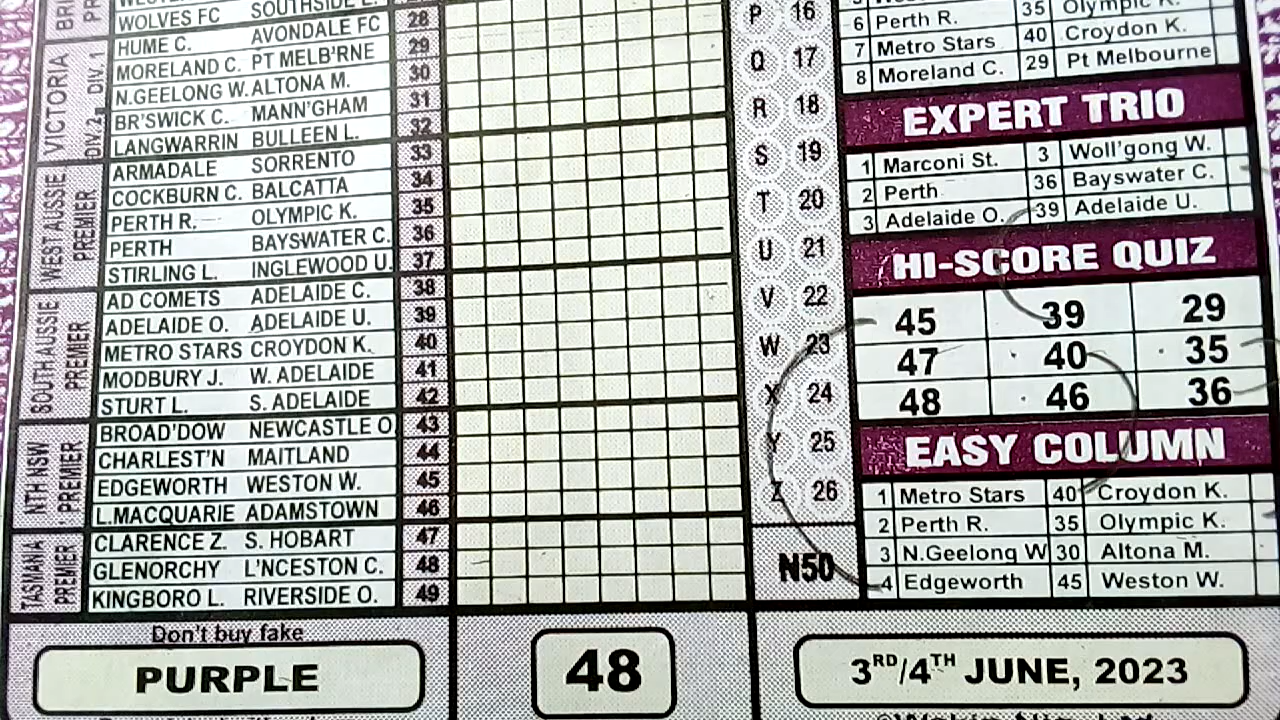 BRI
PR
WOLVES FC SOUTHSIDE E. 28
HUME C. AVONDALE FC 29
MORELAND C. PT MELB'RNE 30
N.GEELONG W. ALTONA M. 31
BR'SWICK C. MANN'GHAM 32
LANGWARRIN BULLEEN L. 33
ARMADALE SORRENTO 34
COCKBURN C. BALCATTA 35
PERTH R. OLYMPIC K. 36
PERTH BAYSWATER C. 37
STIRLING L. INGLEWOOD U.
AD COMETS ADELAIDE C. 38
ADELAIDE O. ADELAIDE U. 39
METRO STARS CROYDON K. 40
MODBURY J. W. ADELAIDE 41
STURT L. S. ADELAIDE 42
BROAD'DOW NEWCASTLE O 43
CHARLEST'N MAITLAND 44
EDGEWORTH WESTON W. 45
L.MACQUARIE ADAMSTOWN 46
CLARENCE Z. S. HOBART 47
GLENORCHY L'NCESTON C. 48
KINGBORO L. RIVERSIDE O. 49
VICTORIA
DIV.2 DIV. 1
WEST AUSSIE
PREMIER
SOUTH AUSSIE
PREMIER
NTH NSW
PREMIER
TASMANIA
PREMIER
P 16
Q 17
R 18
S 19
T 20
U 21
V 22
W 23
X 24
Y 25
Z 26
N50
35 Olympic K.
6 Perth R. 40 Croydon K.
7 Metro Stars 29 Pt Melbourne
8 Moreland C.
EXPERT TRIO
1 Marconi St. 3 Woll'gong W.
2 Perth 36 Bayswater C.
3 Adelaide O. 39 Adelaide U.
HI-SCORE QUIZ
45 39 29
47 40 35
48 46 36
EASY COLUMN
1 Metro Stars 40 Croydon K.
2 Perth R. 35 Olympic K.
3 N.Geelong W 30 Altona M.
4 Edgeworth 45 Weston W.
Don't buy fake
PURPLE
48
3RD/4TH JUNE, 2023